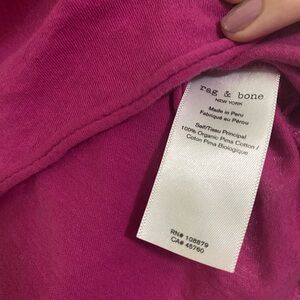 rag & bone
NEW YORK
Made in Peru
Fabriqué au Pérou
Self/Tissu Principal
100% Organic Pima Cotton /
Coton Pima Biologique
RN# 108879
CA# 45760